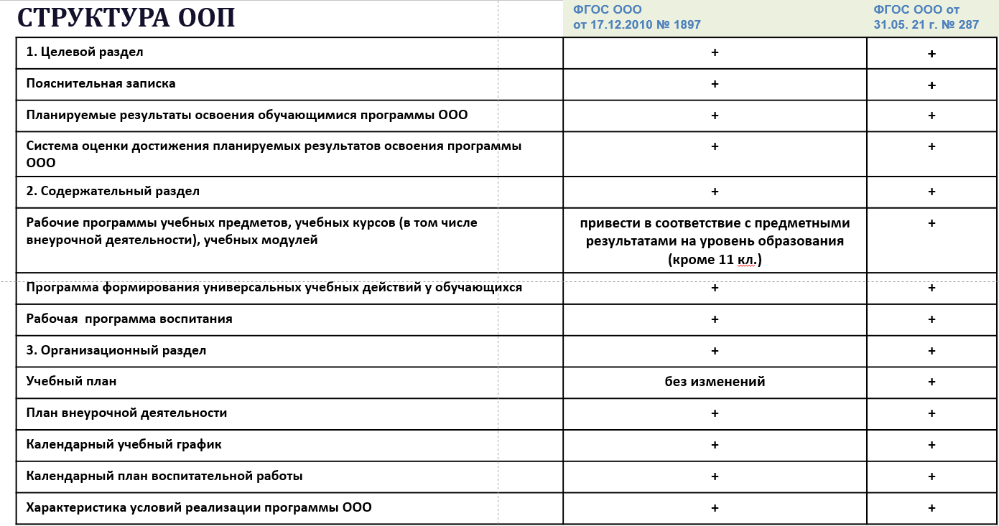 СТРУКТУРА ООП
ФГОС ООО
от 17.12.2010 № 1897
ФГОС ООО от
31.05. 21 г. № 287
1. Целевой раздел
+
+
Пояснительная записка
+
+
Планируемые результаты освоения обучающимися программы ООО
+
+
Система оценки достижения планируемых результатов освоения программы
ООО
+
+
2. Содержательный раздел
+
+
Рабочие программы учебных предметов, учебных курсов (в том числе
внеурочной деятельности), учебных модулей
привести в соответствие с предметными
результатами на уровень образования
(кроме 11 кл.)
+
Программа формирования универсальных учебных действий у обучающихся
+
+
Рабочая  программа воспитания
+
+
3. Организационный раздел
+
+
Учебный план
без изменений
+
План внеурочной деятельности
+
+
Календарный учебный график
+
+
Календарный план воспитательной работы
+
+
Характеристика условий реализации программы ООО
+
+